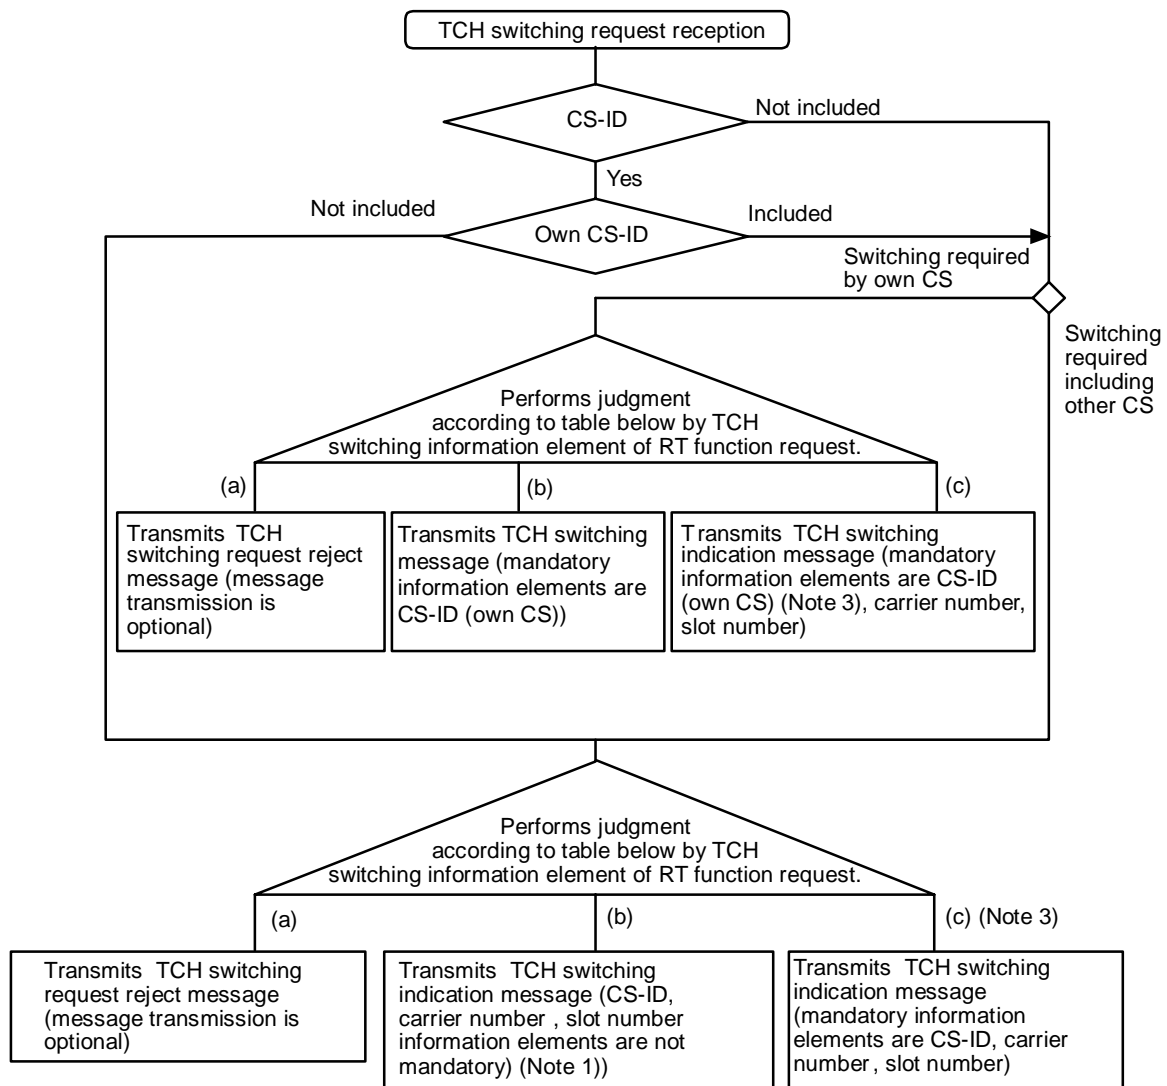 TCH switching request reception
CS-ID
Not included
Yes
Not included
Own CS-ID
Included
Switching required
by own CS
Switching
required
including
other CS
Performs judgment
according to table below by TCH
switching information element of RT function request.
(a)
(b)
(c)
Transmits TCH
switching request reject
message (message
transmission is
optional)
Transmits TCH switching
message (mandatory
information elements are
CS-ID (own CS))
Transmits TCH switching
indication message (mandatory
information elements are CS-ID
(own CS) (Note 3), carrier number,
slot number)
Performs judgment
according to table below by TCH
switching information element of RT function request.
(a)
(b)
(c) (Note 3)
Transmits TCH switching
request reject message
(message transmission is
optional)
Transmits TCH switching
indication message (CS-ID,
carrier number , slot number
information elements are not
mandatory) (Note 1))
Transmits TCH switching
indication message
(mandatory information
elements are CS-ID, carrier
number , slot number)